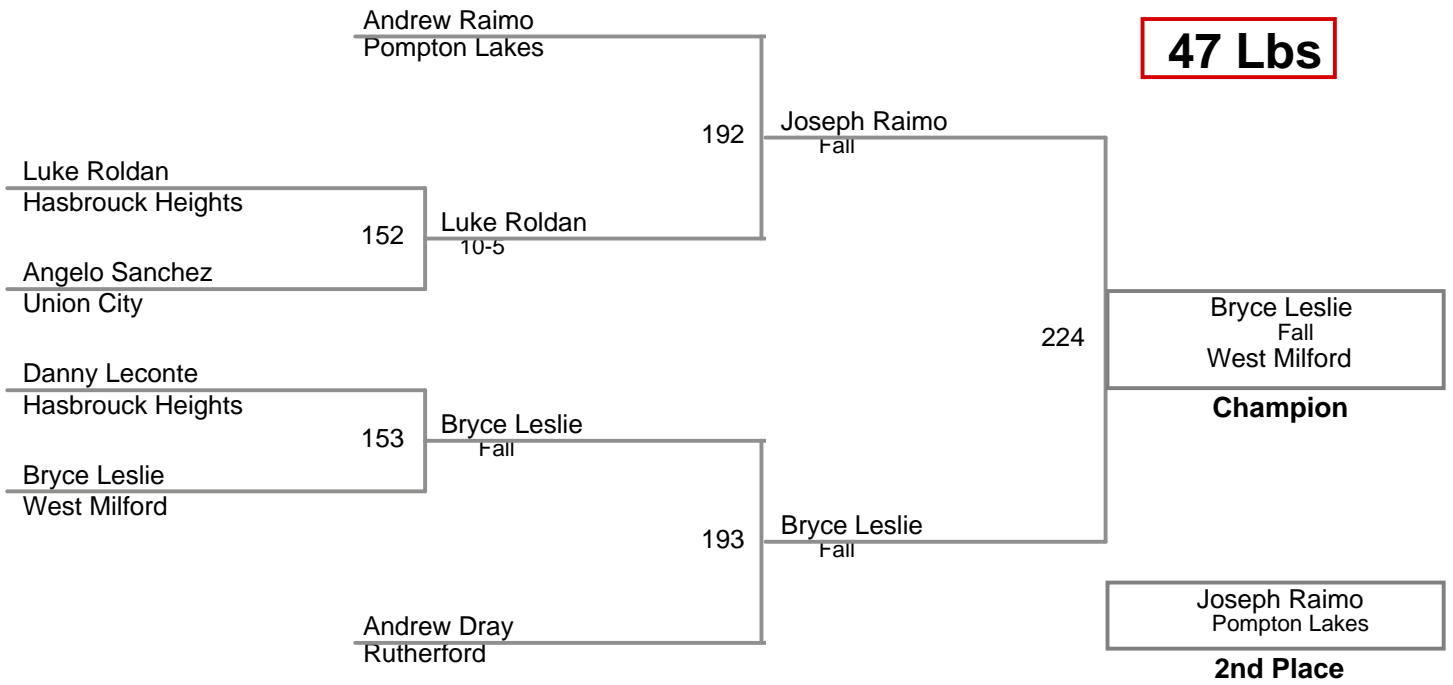 Andrew Raimo
Pompton Lakes
47 Lbs
192
Joseph Raimo
Fall
Luke Roldan
Hasbrouck Heights
152
Luke Roldan
10-5
Angelo Sanchez
Union City
224
Bryce Leslie
Fall
West Milford
Champion
Danny Leconte
Hasbrouck Heights
153
Bryce Leslie
Fall
Bryce Leslie
West Milford
193
Bryce Leslie
Fall
Andrew Dray
Rutherford
Joseph Raimo
Pompton Lakes
2nd Place